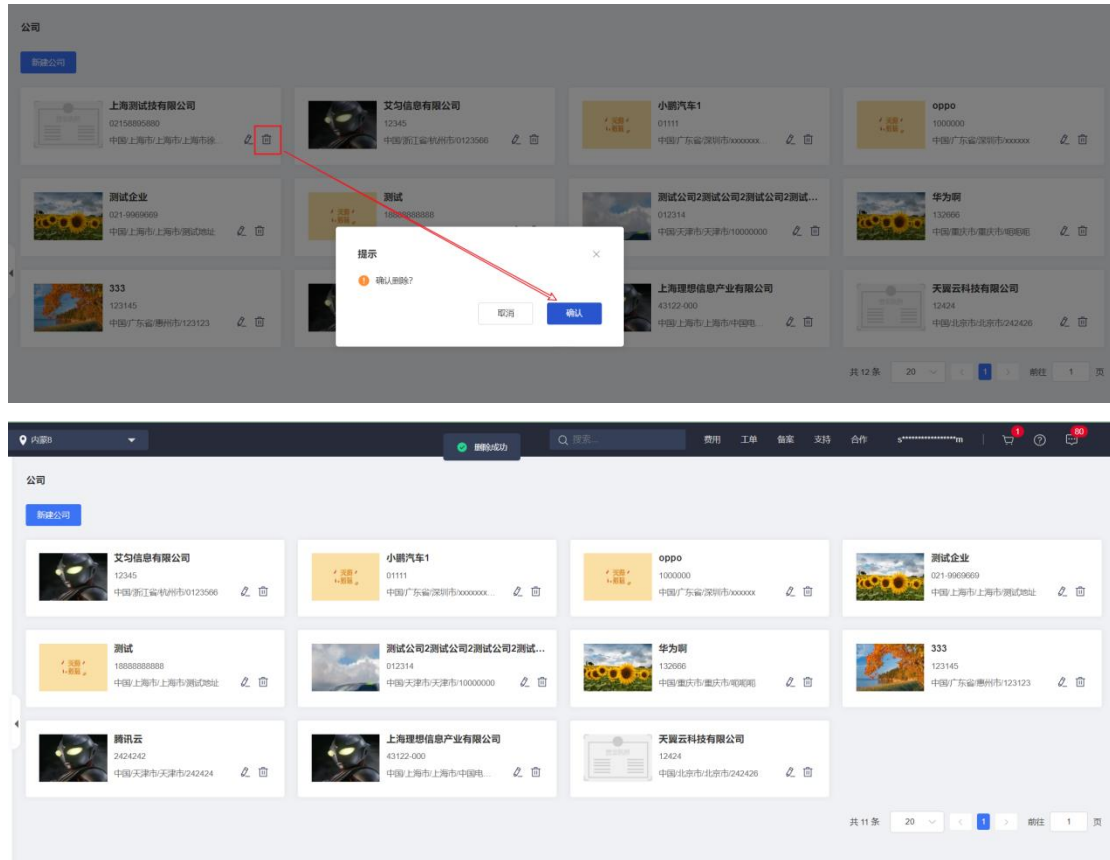 公司
新建公司
上海测试技有限公司
02158895880
中国/上海市/上海市/上海市徐...
艾匀信息有限公司
12345
中国/浙江省/杭州市/0123566
小鹏汽车1
01111
中国/广东省/深圳市/xxxxxxx...
oppo
1000000
中国/广东省/深圳市/xxxxxx
测试企业
021-9969669
中国/上海市/上海市/测试地址
测试
18888888888
测试公司2测试公司2测试公司2测试...
012314
中国/天津市/天津市/10000000
华为啊
132666
中国/重庆市/重庆市/呃呃呃
333
123145
中国/广东省/惠州市/123123
提示
确认删除?
取消
确认
上海理想信息产业有限公司
43122-000
中国/上海市/上海市/中国电...
天翼云科技有限公司
12424
中国/北京市/北京市/242426
共 12 条
20
1
前往
1
页
内蒙B
删除成功
搜索...
费用
工单
备案
支持
合作
s*****************m
1
80
公司
新建公司
艾匀信息有限公司
12345
中国/浙江省/杭州市/0123566
小鹏汽车1
01111
中国/广东省/深圳市/xxxxxxx...
oppo
1000000
中国/广东省/深圳市/xxxxxx
测试企业
021-9969669
中国/上海市/上海市/测试地址
测试
18888888888
中国/上海市/上海市/测试地址
测试公司2测试公司2测试公司2测试...
012314
中国/天津市/天津市/10000000
华为啊
132666
中国/重庆市/重庆市/呃呃呃
333
123145
中国/广东省/惠州市/123123
腾讯云
2424242
中国/天津市/天津市/242424
上海理想信息产业有限公司
43122-000
中国/上海市/上海市/中国电...
天翼云科技有限公司
12424
中国/北京市/北京市/242426
共 11 条
20
1
前往
1
页